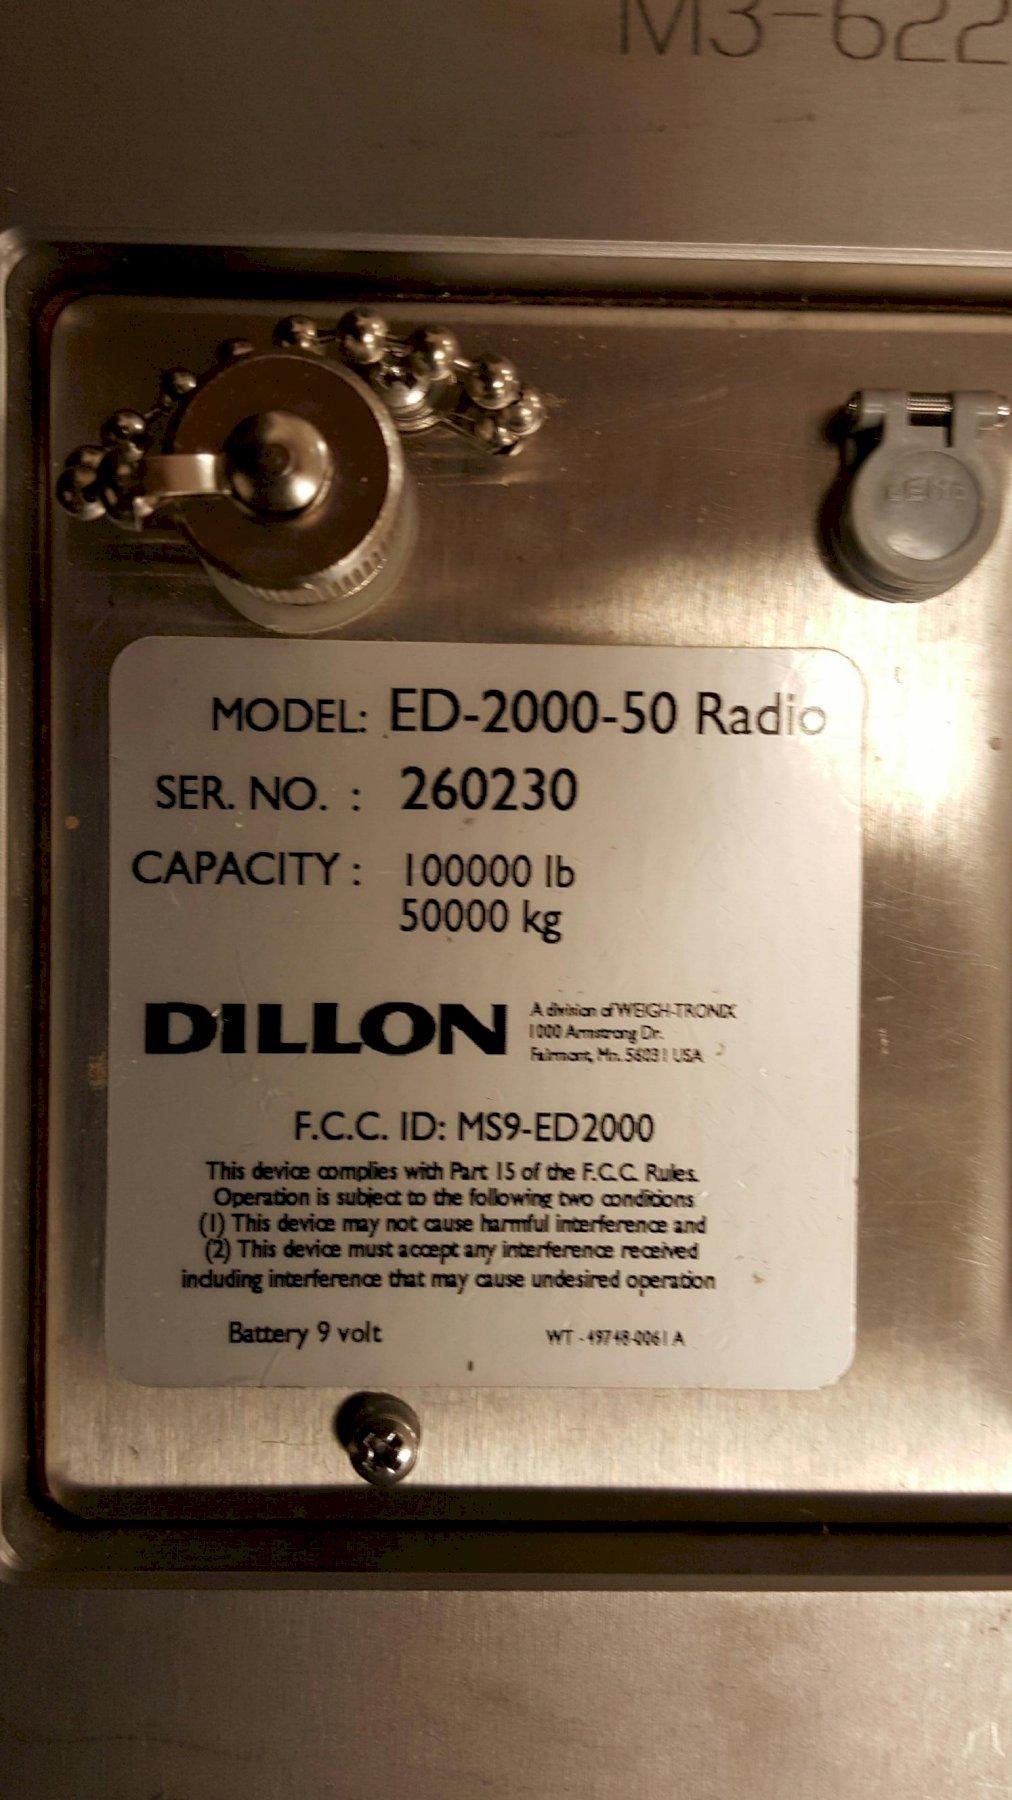 M3-622
MODEL: ED-2000-50 Radio
SER. NO. : 260230
CAPACITY : 100000 lb
50000 kg
DILLON
A division of WEIGH-TRONIX
1000 Armstrong Dr.
Fairmont, Mn. 56031 USA
F.C.C. ID: MS9-ED2000
This device complies with Part 15 of the F.C.C. Rules.
Operation is subject to the following two conditions
(1) This device may not cause harmful interference and
(2) This device must accept any interference received
including interference that may cause undesired operation
Battery 9 volt
WT - 49748-0061 A